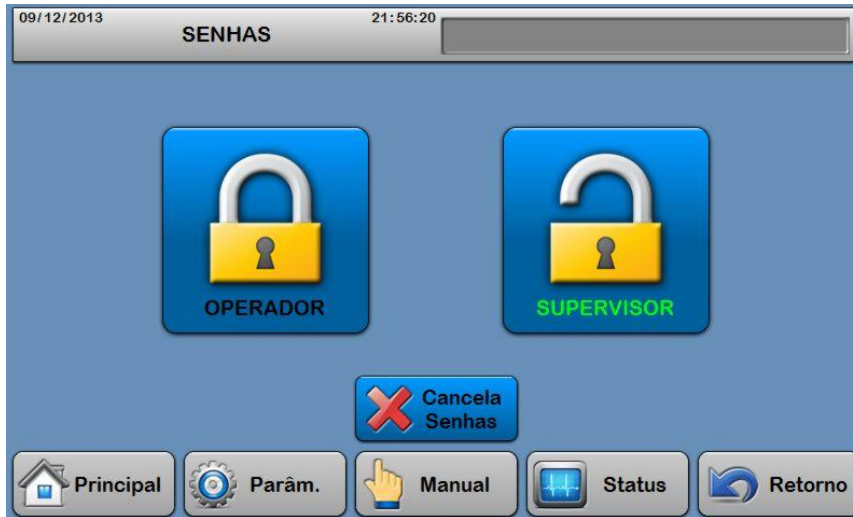 09/12/2013
SENHAS
21:56:20
OPERADOR
SUPERVISOR
Cancela
Senhas
Principal
Parâm.
Manual
Status
Retorno